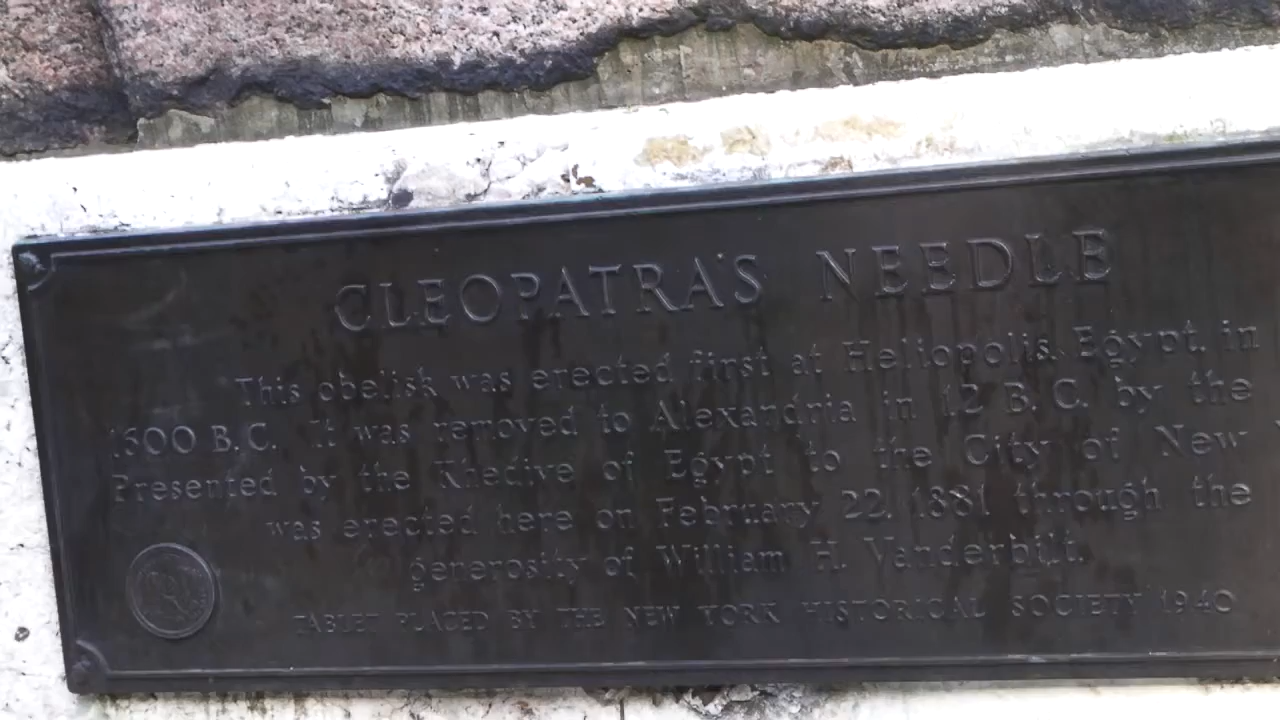 CLEOPATRA'S NEEDLE
This obelisk was erected first at Heliopolis, Egypt, in
1500 B.C. It was removed to Alexandria in 12 B.C. by the
Presented by the Khedive of Egypt to the City of New
was erected here on February 22, 1881 through the
generosity of William H. Vanderbilt.
TABLET PLACED BY THE NEW YORK HISTORICAL SOCIETY 1940